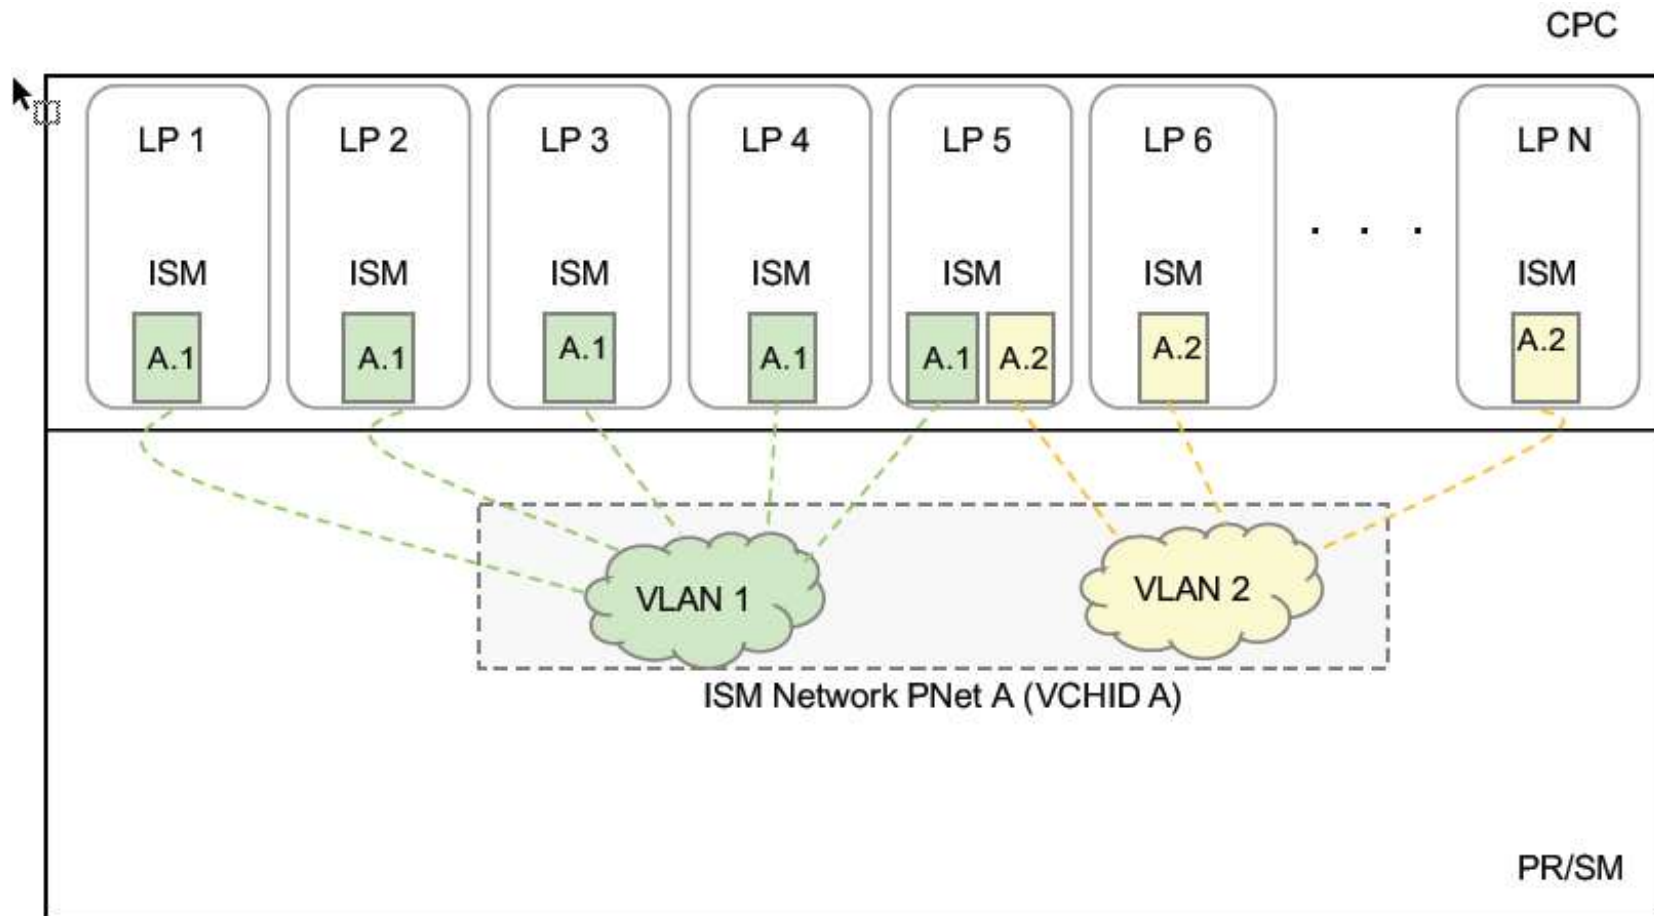 CPC
LP 1 LP 2 LP 3 LP 4 LP 5 LP 6 LP N
. . .
ISM ISM ISM ISM ISM ISM ISM
A.1 A.1 A.1 A.1 A.1 A.2 A.2 A.2
VLAN 1 VLAN 2
ISM Network PNet A (VCHID A)
PR/SM